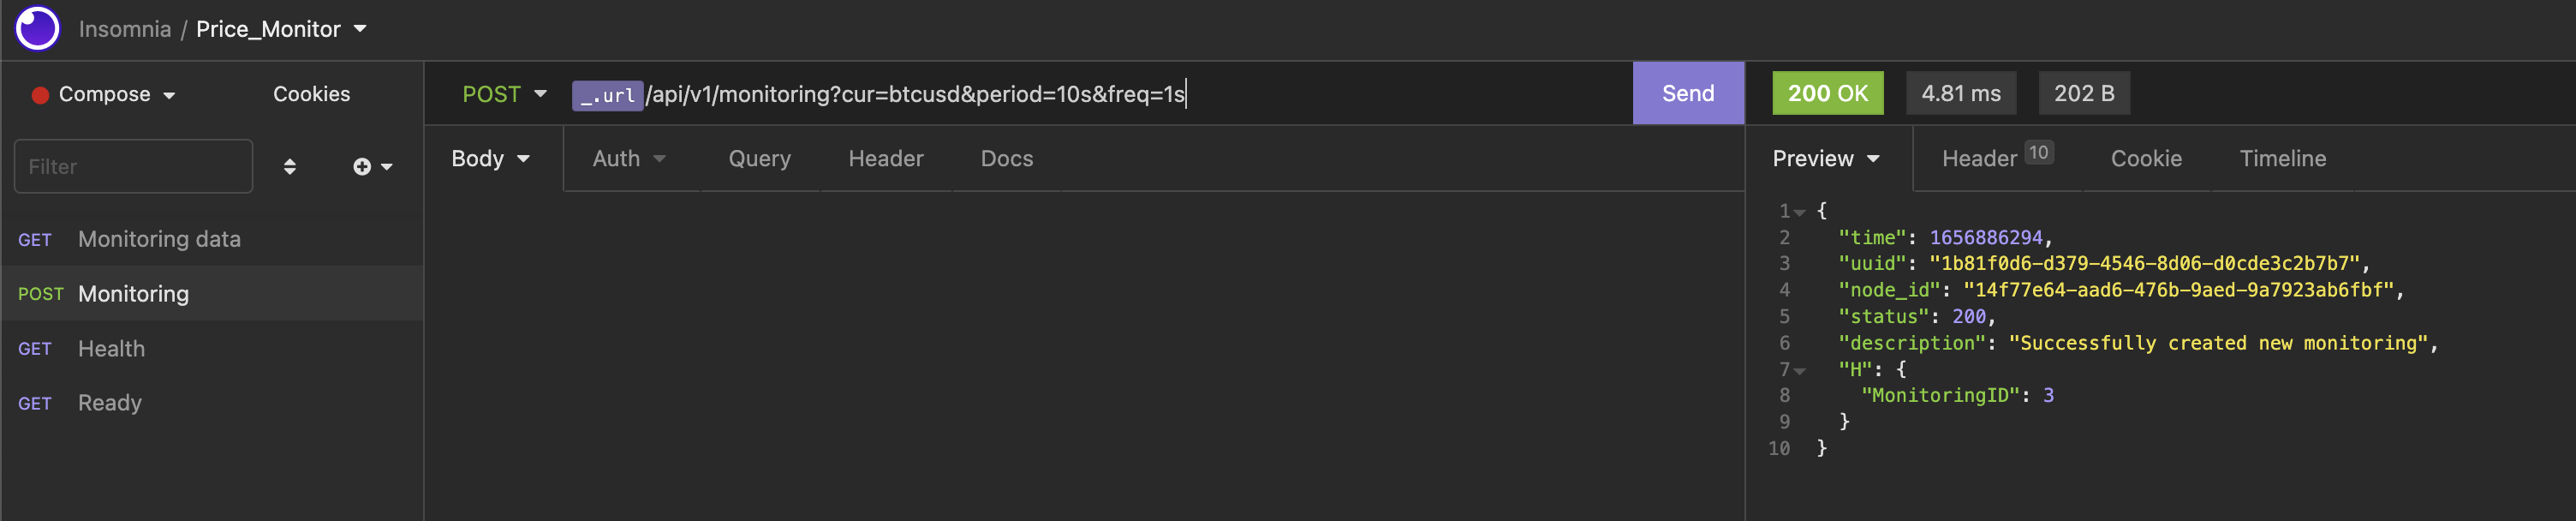 Insomnia / Price_Monitor
Compose
Cookies
Filter
GET Monitoring data
POST Monitoring
GET Health
GET Ready
POST _.url/api/v1/monitoring?cur=btcusd&period=10s&freq=1s
Send
Body Auth Query Header Docs
200 OK 4.81 ms 202 B
Preview Header 10 Cookie Timeline
1 {
2 "time": 1656886294,
3 "uuid": "1b81f0d6-d379-4546-8d06-d0cde3c2b7b7",
4 "node_id": "14f77e64-aad6-476b-9aed-9a7923ab6fbf",
5 "status": 200,
6 "description": "Successfully created new monitoring",
7 "H": {
8 "MonitoringID": 3
9 }
10 }